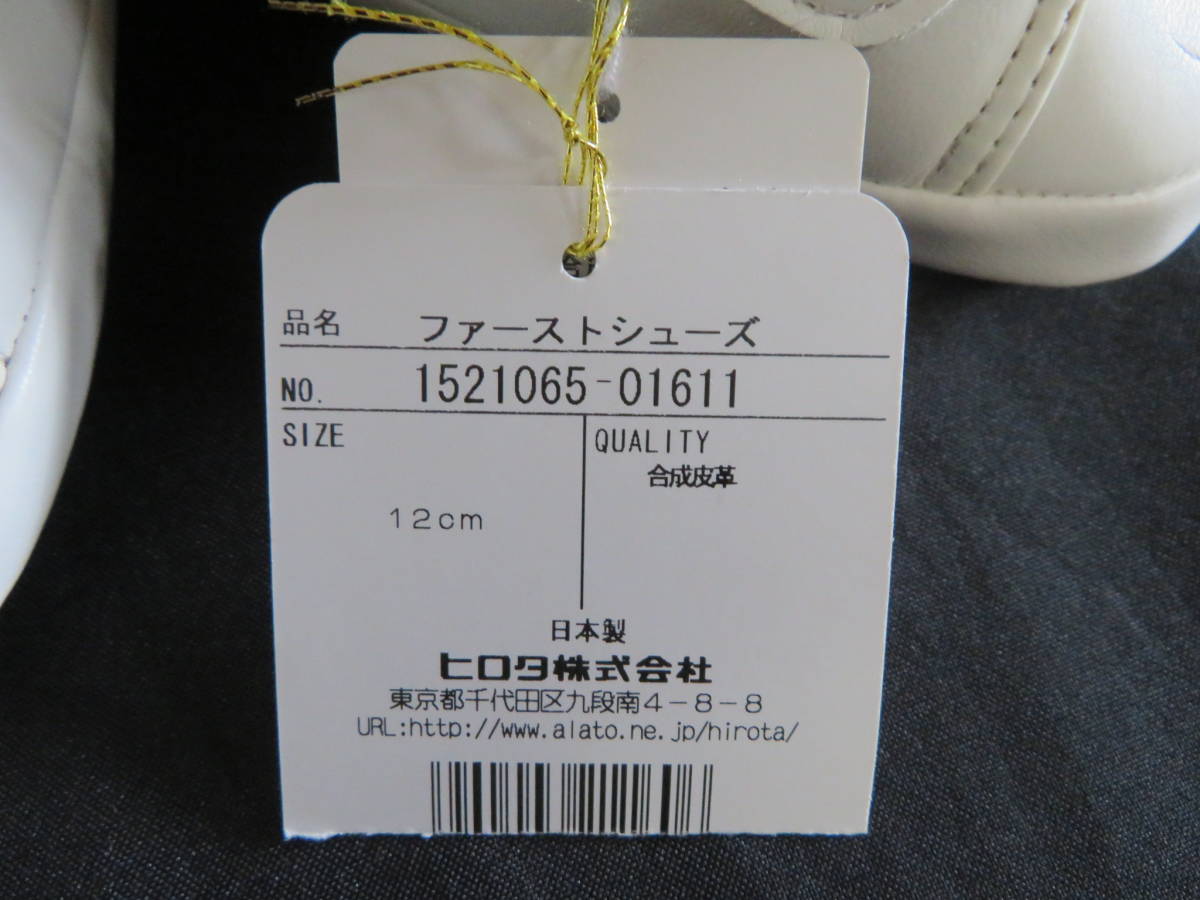 品名 ファーストシューズ
NO. 1521065-01611
SIZE
QUALITY
合成皮革
12cm
日本製
ヒロタ株式会社
東京都千代田区九段南4-8-8
URL:http://www.alato.ne.jp/hirota/